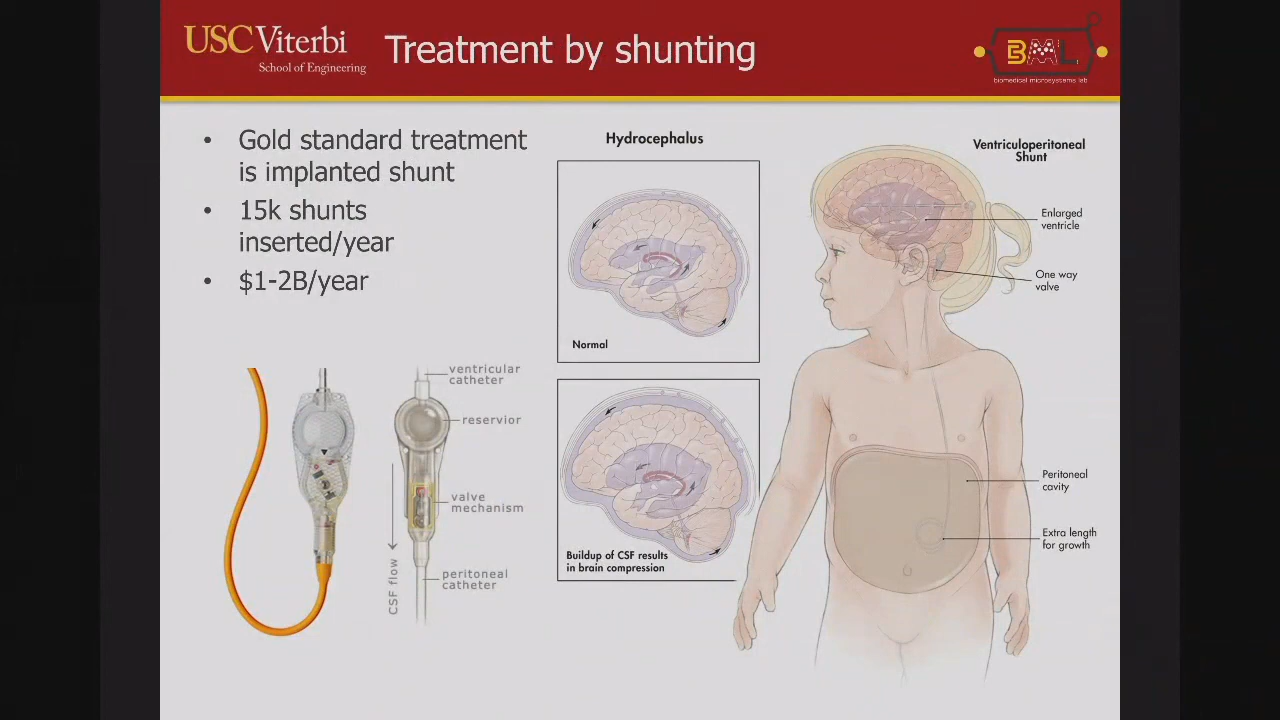 USC Viterbi
School of Engineering
Treatment by shunting
BML
biomedical microsystems lab
• Gold standard treatment
is implanted shunt
• 15k shunts
inserted/year
• $1-2B/year
Hydrocephalus
Normal
Buildup of CSF results
in brain compression
Ventriculoperitoneal
Shunt
Enlarged
ventricle
One way
valve
Peritoneal
cavity
Extra length
for growth
ventricular
catheter
reservior
valve
mechanism
peritoneal
catheter
CSF flow